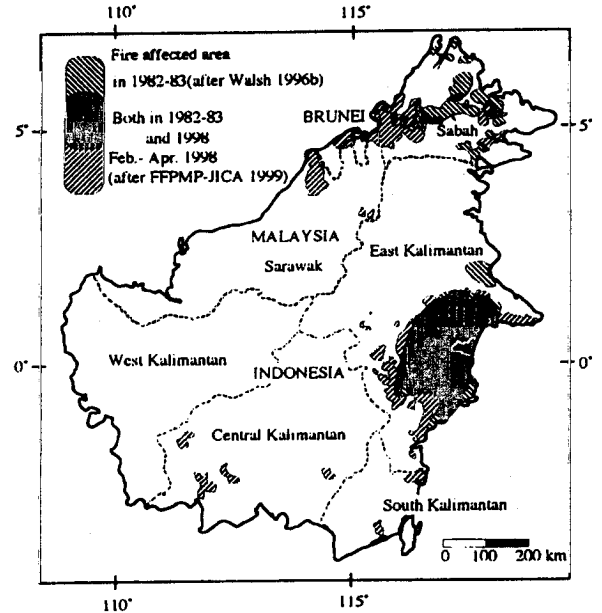 110°
115°
Fire affected area
in 1982-83(after Walsh 1996b)
Both in 1982-83
and 1998
Feb.- Apr. 1998
(after FFPMP-JICA 1999)
BRUNEI
Sabah
5°
5°
MALAYSIA
Sarawak
East Kalimantan
West Kalimantan
INDONESIA
0°
0°
Central Kalimantan
South Kalimantan
0 100 200 km
110°
115°